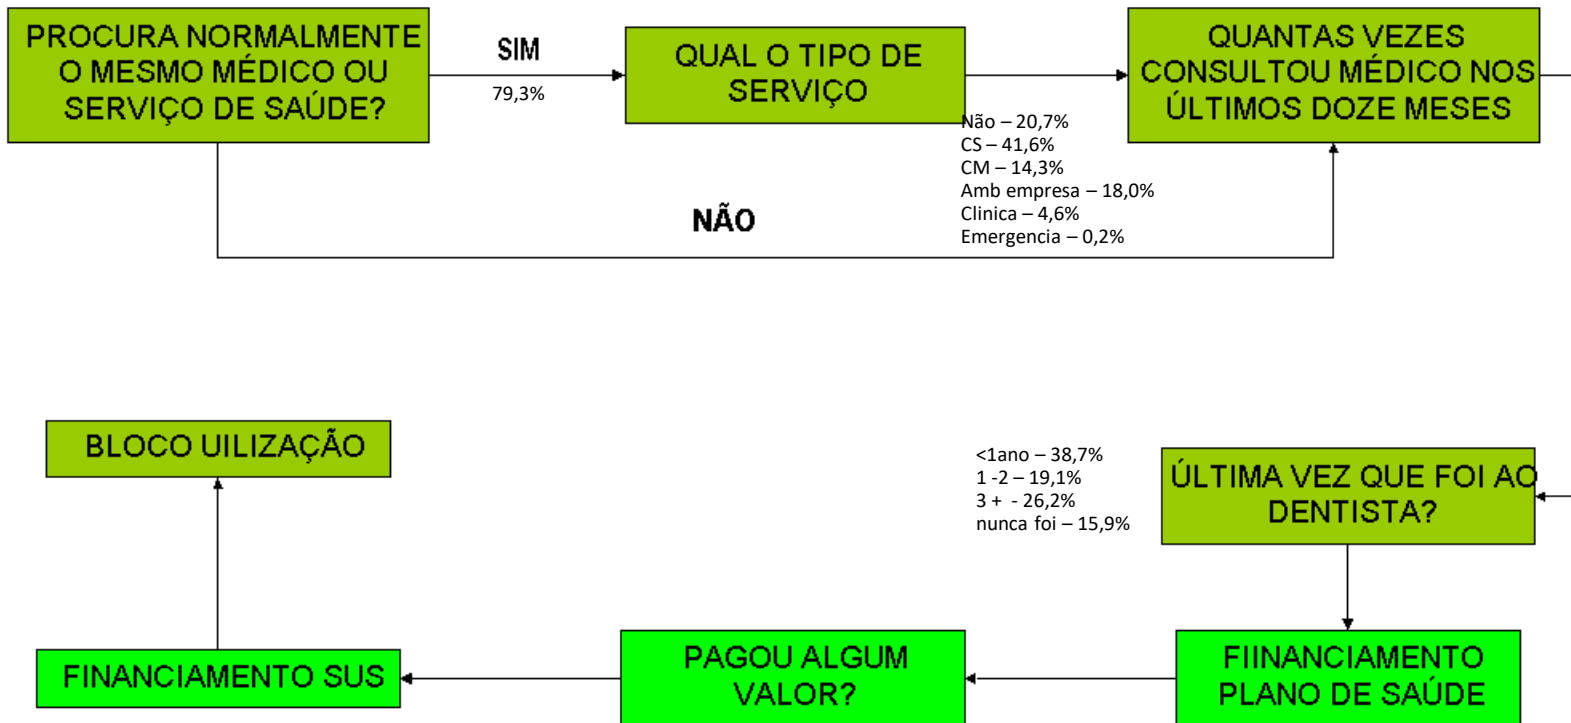 PROCURA NORMALMENTE
O MESMO MÉDICO OU
SERVIÇO DE SAÚDE?
SIM
79,3%
QUAL O TIPO DE
SERVIÇO
QUANTAS VEZES
CONSULTOU MÉDICO NOS
ÚLTIMOS DOZE MESES
Não – 20,7%
CS – 41,6%
CM – 14,3%
Amb empresa – 18,0%
Clinica – 4,6%
Emergencia – 0,2%
NÃO
BLOCO UILIZAÇÃO
<1ano – 38,7%
1 -2 – 19,1%
3 + - 26,2%
nunca foi – 15,9%
ÚLTIMA VEZ QUE FOI AO
DENTISTA?
FINANCIAMENTO SUS
PAGOU ALGUM
VALOR?
FIINANCIAMENTO
PLANO DE SAÚDE